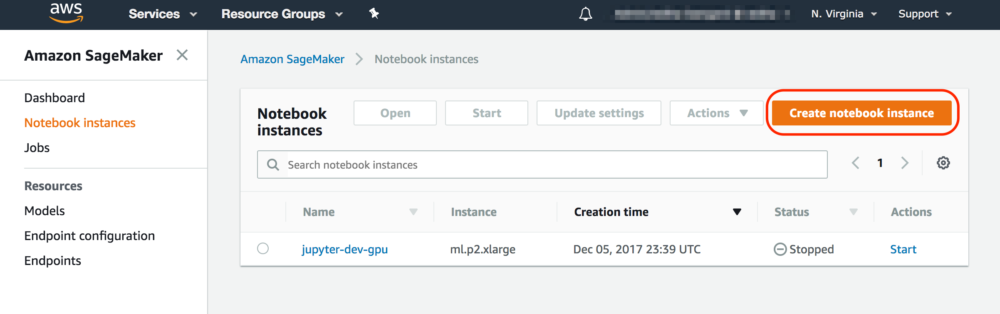 aws Services Resource Groups N. Virginia Support
Amazon SageMaker
Dashboard
Notebook instances
Jobs
Resources
Models
Endpoint configuration
Endpoints
Amazon SageMaker Notebook instances
Notebook
instances
Open Start Update settings Actions Create notebook instance
Search notebook instances
1
Name Instance Creation time Status Actions
jupyter-dev-gpu ml.p2.xlarge Dec 05, 2017 23:39 UTC Stopped Start